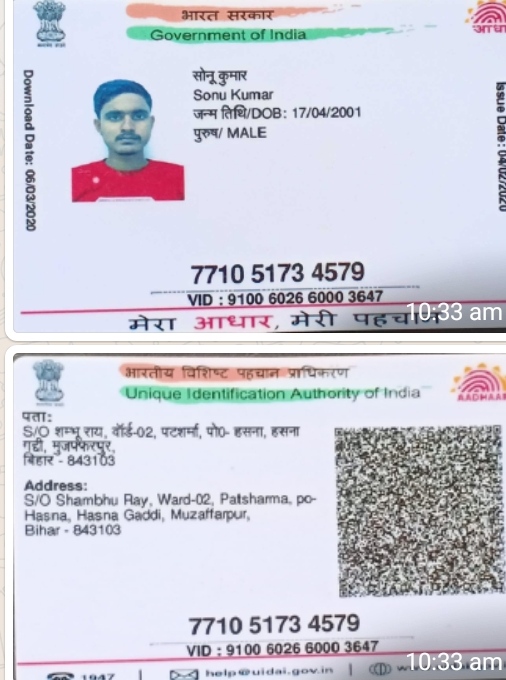 भारत सरकार
Government of India
Download Date: 06/03/2020
सोनू कुमार
Sonu Kumar
जन्म तिथि/DOB: 17/04/2001
पुरुष/ MALE
Issue Date: 04/02/2020
7710 5173 4579
VID : 9100 6026 6000 3647
मेरा आधार, मेरी पहचान
10:33 am
भारतीय विशिष्ट पहचान प्राधिकरण
Unique Identification Authority of India
AADHAAR
पता:
S/O शम्भू राय, वॉर्ड-02, पटशर्मा, पो0- हसना, हसना
गद्दी, मुजफ्फरपुर,
बिहार - 843103
Address:
S/O Shambhu Ray, Ward-02, Patsharma, po-
Hasna, Hasna Gaddi, Muzaffarpur,
Bihar - 843103
7710 5173 4579
VID : 9100 6026 6000 3647
1947 | help@uidai.gov.in |
10:33 am